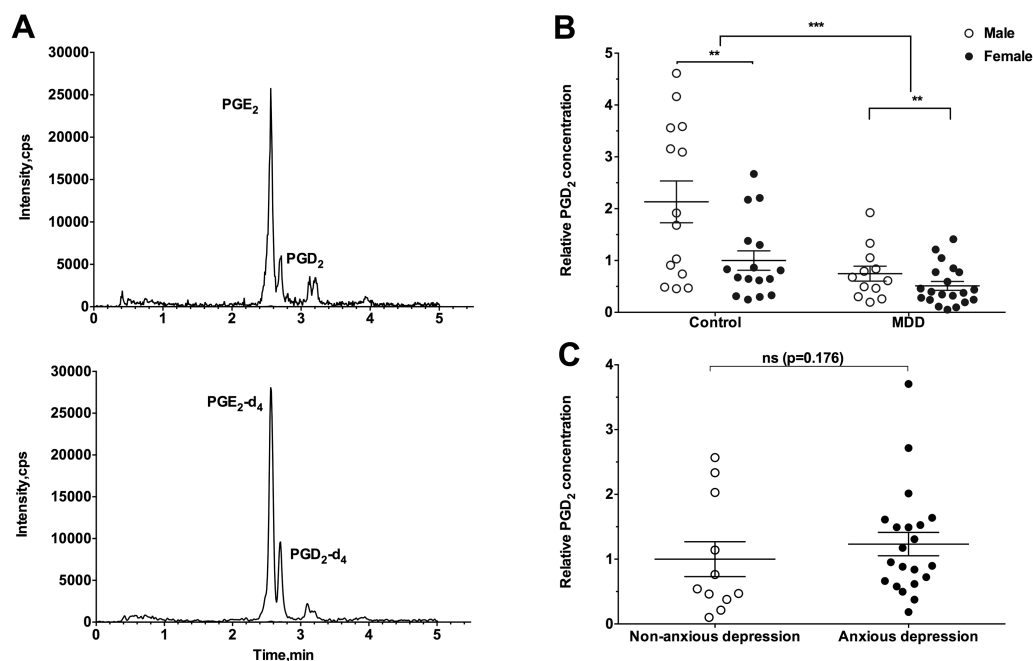 A
30000
25000
20000
15000
10000
5000
0
Intensity,cps
PGE2
PGD2
0 1 2 3 4 5
30000
25000
20000
15000
10000
5000
0
Intensity,cps
PGE2-d4
PGD2-d4
0 1 2 3 4 5
Time,min
B
Male
Female
***
**
**
5
4
3
2
1
0
Relative PGD2 concentration
Control MDD
C
ns (p=0.176)
4
3
2
1
0
Relative PGD2 concentration
Non-anxious depression Anxious depression